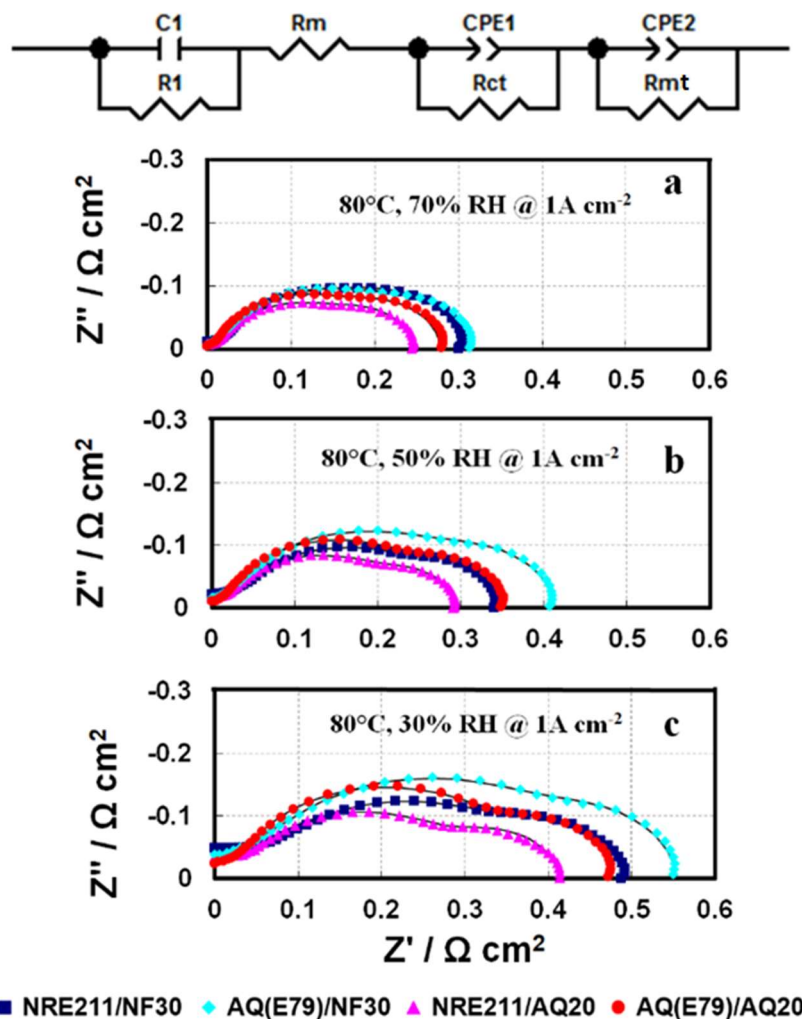 C1 Rm CPE1 CPE2
R1 Rct Rmt
-0.3
a
80°C, 70% RH @ 1A cm-2
-0.2
-0.1
Z'' / Ω cm2
0
0 0.1 0.2 0.3 0.4 0.5 0.6
-0.3
80°C, 50% RH @ 1A cm-2 b
-0.2
-0.1
Z'' / Ω cm2
0
0 0.1 0.2 0.3 0.4 0.5 0.6
-0.3
80°C, 30% RH @ 1A cm-2 c
-0.2
-0.1
Z'' / Ω cm2
0
0 0.1 0.2 0.3 0.4 0.5 0.6
Z' / Ω cm2
NRE211/NF30 AQ(E79)/NF30 NRE211/AQ20 AQ(E79)/AQ20